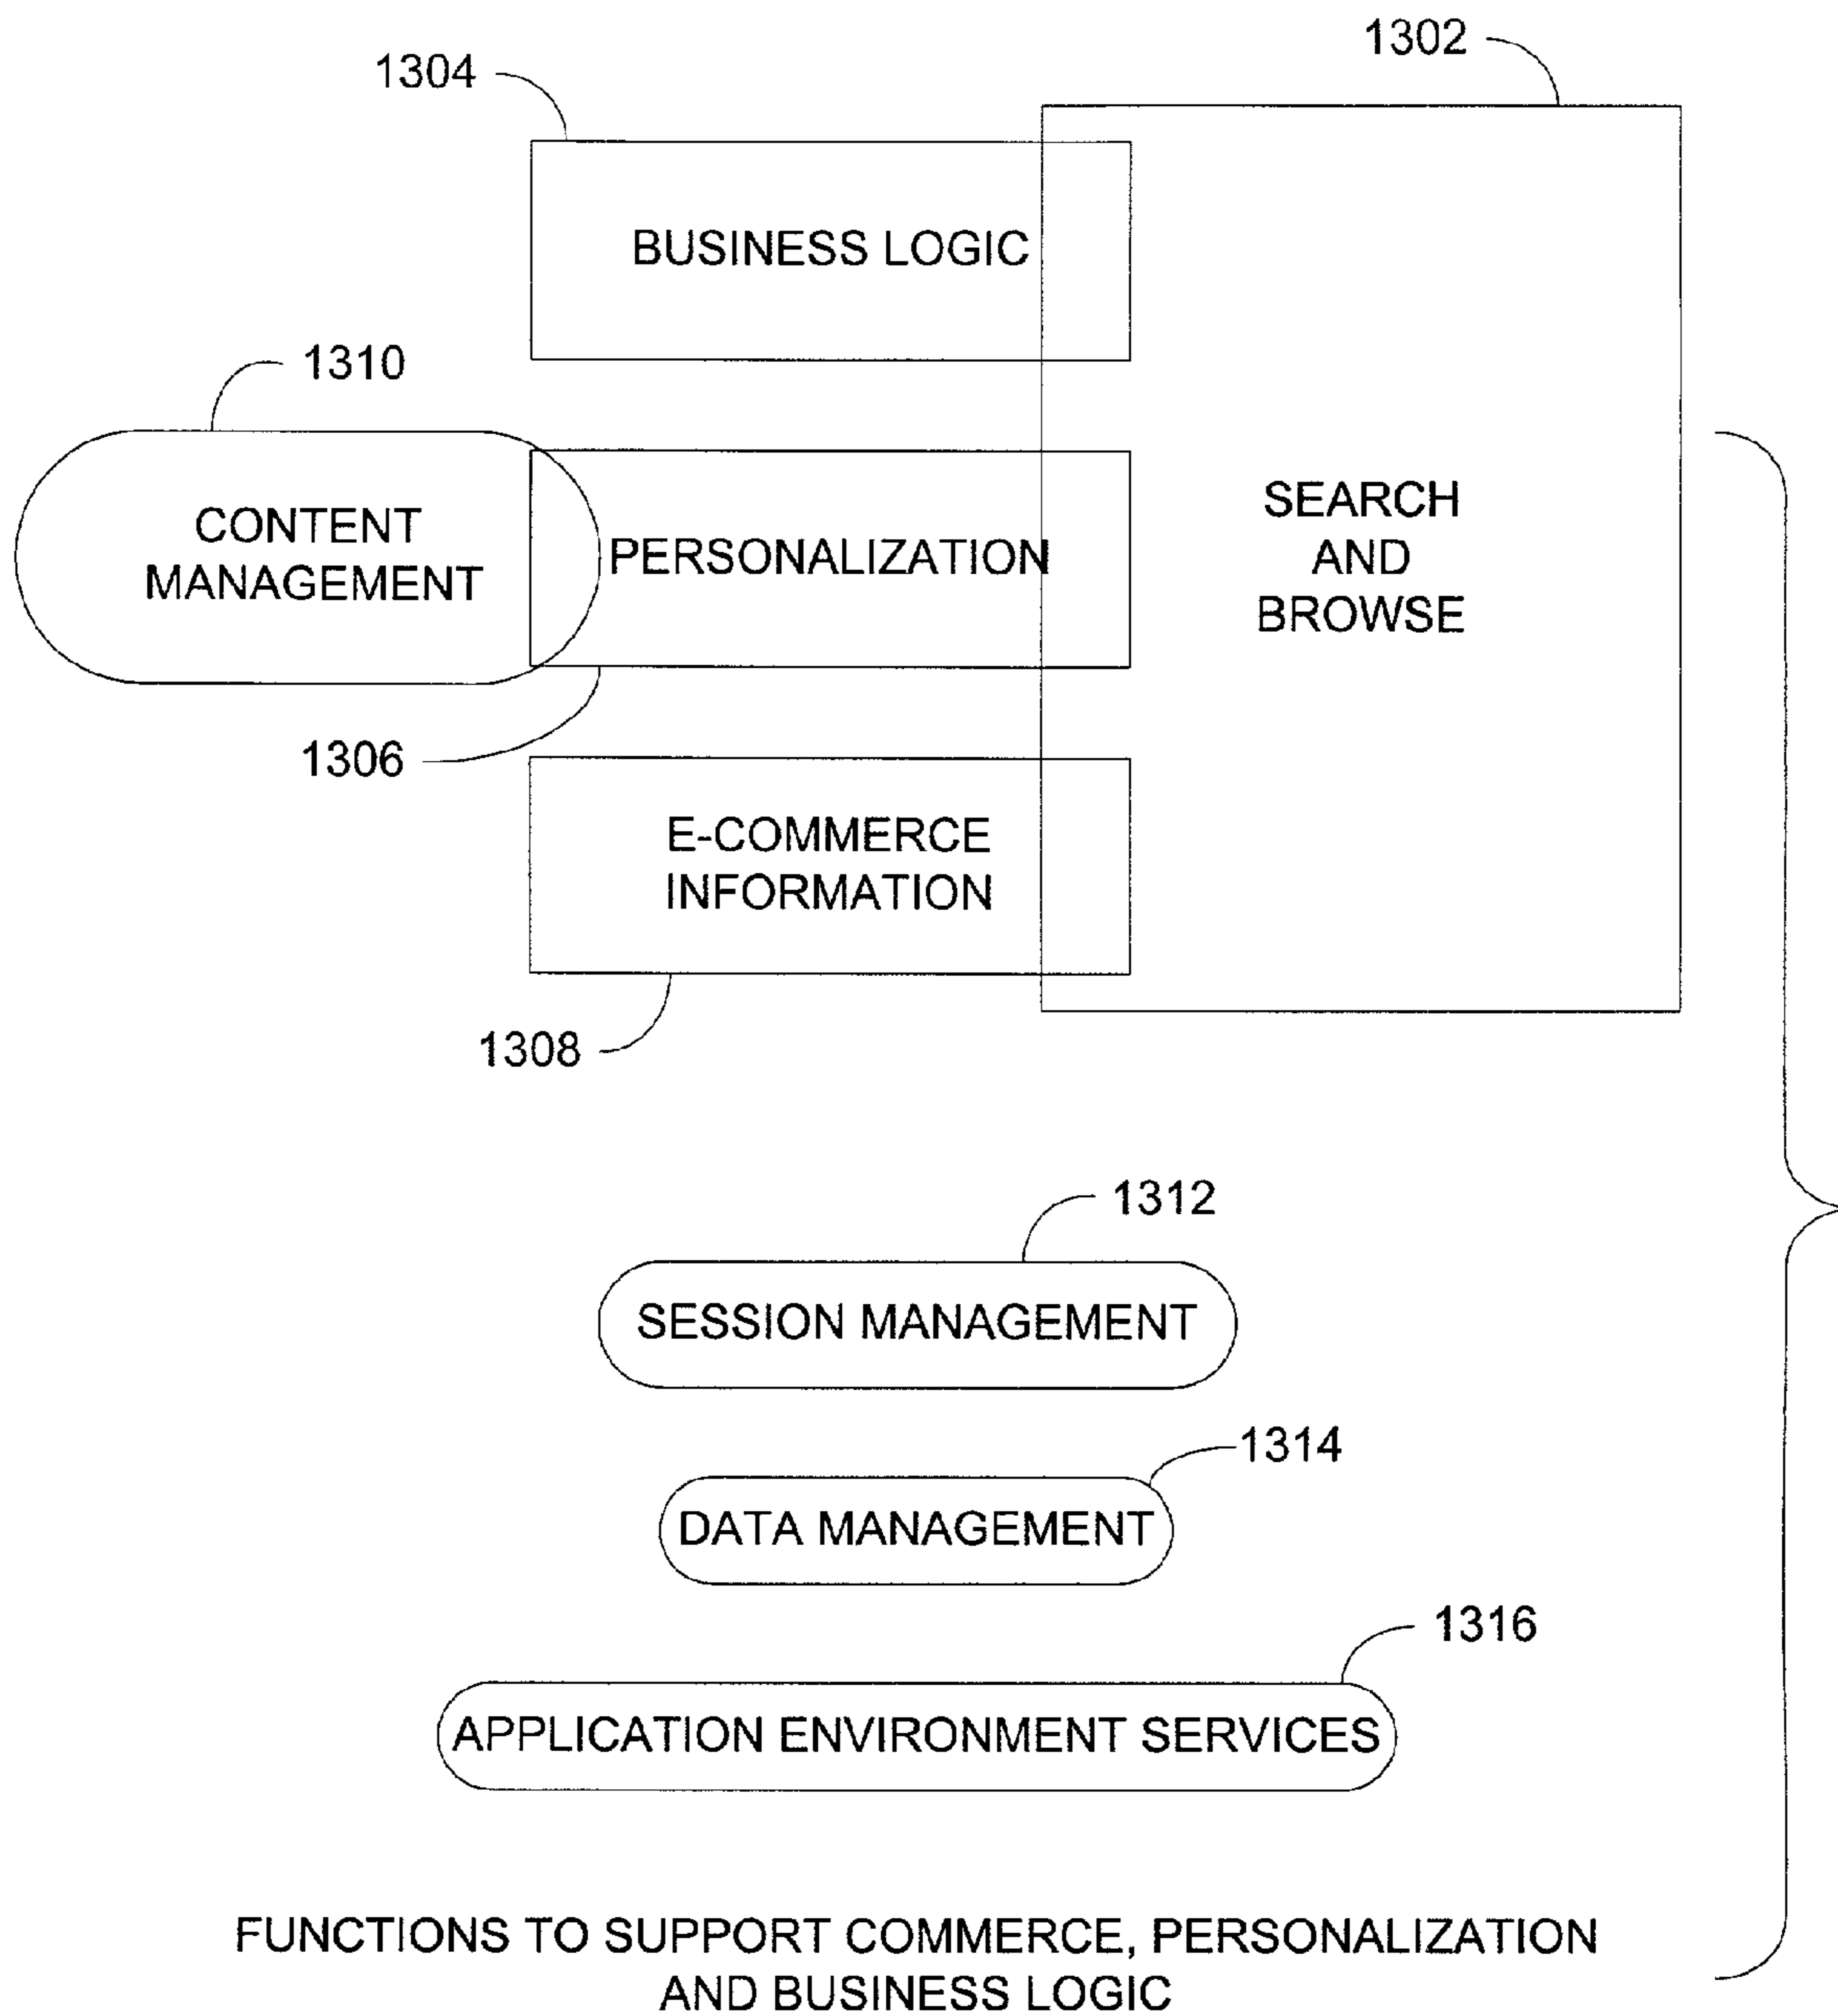 1302
1304
BUSINESS LOGIC
1310
CONTENT
MANAGEMENT
PERSONALIZATION
SEARCH
AND
BROWSE
1306
E-COMMERCE
INFORMATION
1308
1312
SESSION MANAGEMENT
1314
DATA MANAGEMENT
1316
APPLICATION ENVIRONMENT SERVICES
FUNCTIONS TO SUPPORT COMMERCE, PERSONALIZATION
AND BUSINESS LOGIC